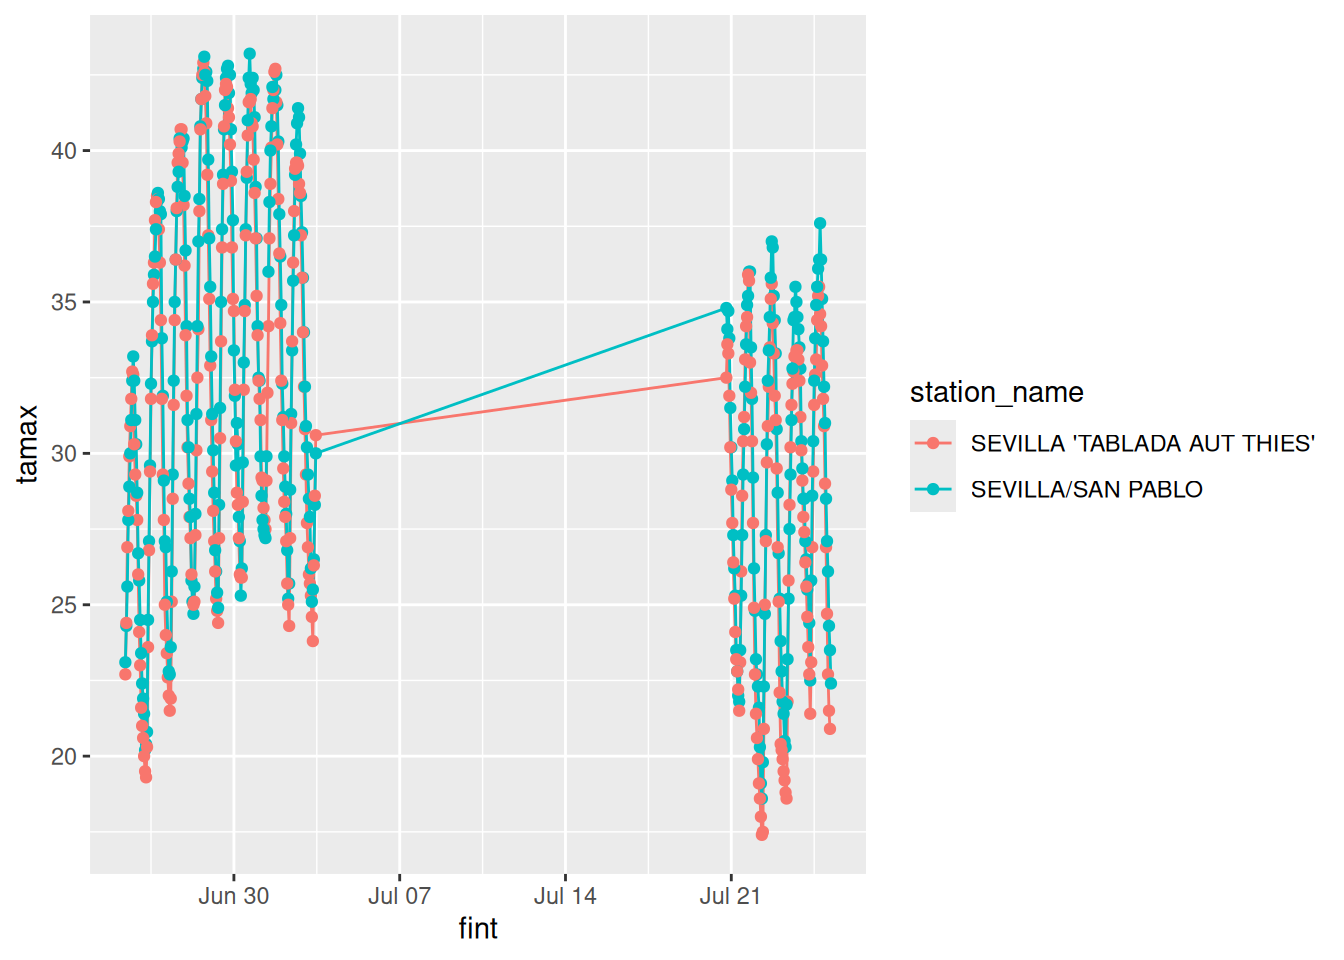 40
35
30
25
20
tamax
Jun 30
Jul 07
Jul 14
Jul 21
fint
station_name
SEVILLA 'TABLADA AUT THIES'
SEVILLA/SAN PABLO